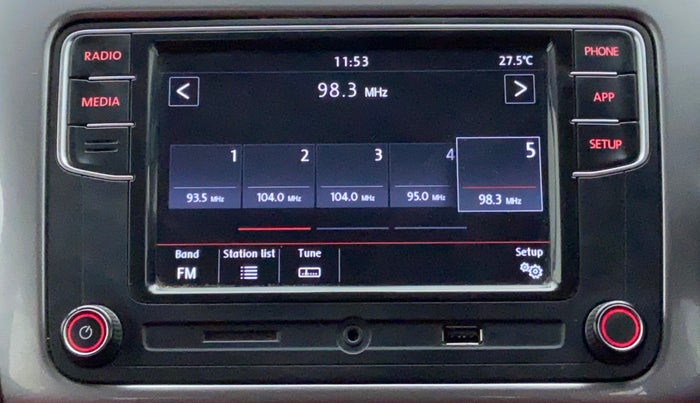 RADIO
MEDIA
11:53 27.5°C
< 98.3 MHz >
1 2 3 4 5
93.5 MHz 104.0 MHz 104.0 MHz 95.0 MHz 98.3 MHz
Band Station list Tune Setup
FM
PHONE
APP
SETUP